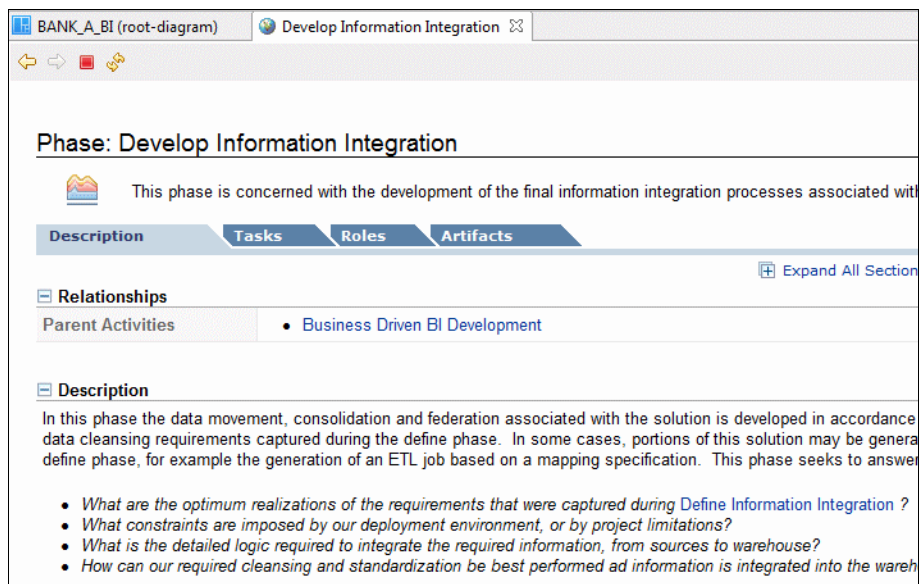 BANK_A_BI (root-diagram) Develop Information Integration
Phase: Develop Information Integration
This phase is concerned with the development of the final information integration processes associated with
Description Tasks Roles Artifacts
Expand All Section
Relationships
Parent Activities • Business Driven BI Development
Description
In this phase the data movement, consolidation and federation associated with the solution is developed in accordance
data cleansing requirements captured during the define phase. In some cases, portions of this solution may be genera
define phase, for example the generation of an ETL job based on a mapping specification. This phase seeks to answer
• What are the optimum realizations of the requirements that were captured during Define Information Integration ?
• What constraints are imposed by our deployment environment, or by project limitations?
• What is the detailed logic required to integrate the required information, from sources to warehouse?
• How can our required cleansing and standardization be best performed ad information is integrated into the wareh